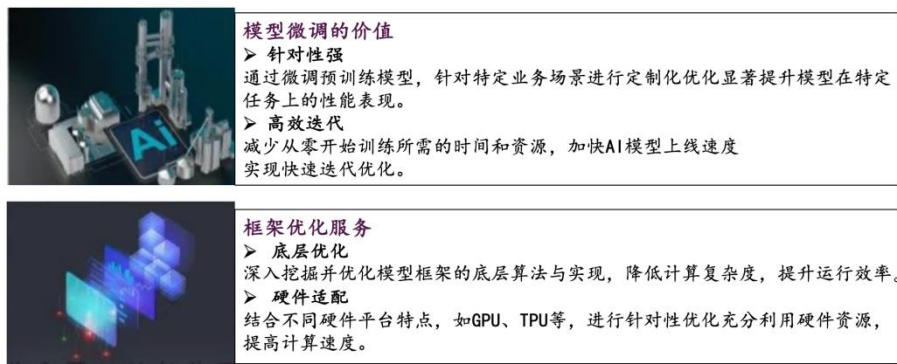 模型微调的价值
➢ 针对性强
通过微调预训练模型，针对特定业务场景进行定制化优化显著提升模型在特定
任务上的性能表现。
➢ 高效迭代
减少从零开始训练所需的时间和资源，加快AI模型上线速度
实现快速迭代优化。
Ai
框架优化服务
➢ 底层优化
深入挖掘并优化模型框架的底层算法与实现，降低计算复杂度，提升运行效率。
➢ 硬件适配
结合不同硬件平台特点，如GPU、TPU等，进行针对性优化充分利用硬件资源，
提高计算速度。